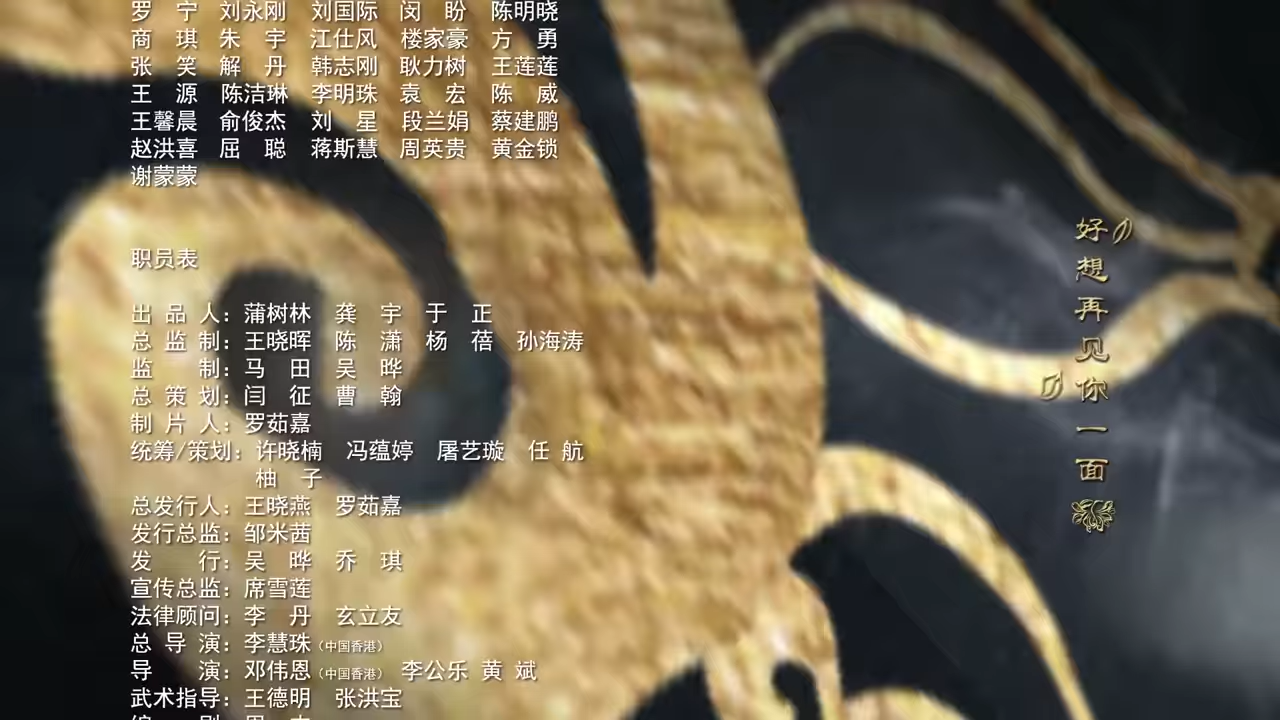 罗宁 刘永刚 刘国际 闵盼 陈明晓
商琪 朱宇 江仕风 楼家豪 方勇
张笑 解丹 韩志刚 耿力树 王莲莲
王源 陈洁琳 李明珠 袁宏 陈威
王馨晨 俞俊杰 刘星 段兰娟 蔡建鹏
赵洪喜 屈聪 蒋斯慧 周英贵 黄金锁
谢蒙蒙
职员表
出品人：蒲树林 龚宇 于正
总监制：王晓晖 陈潇 杨蓓 孙海涛
监制：马田 吴晔
总策划：闫征 曹翰
制片人：罗茹嘉
统筹/策划：许晓楠 冯蕴婷 屠艺璇 任航
柚子
总发行人：王晓燕 罗茹嘉
发行总监：邹米茜
发行：吴晔 乔琪
宣传总监：席雪莲
法律顾问：李丹 玄立友
总导演：李慧珠（中国香港）
导演：邓伟恩（中国香港） 李公乐 黄斌
武术指导：王德明 张洪宝
好想再见你一面